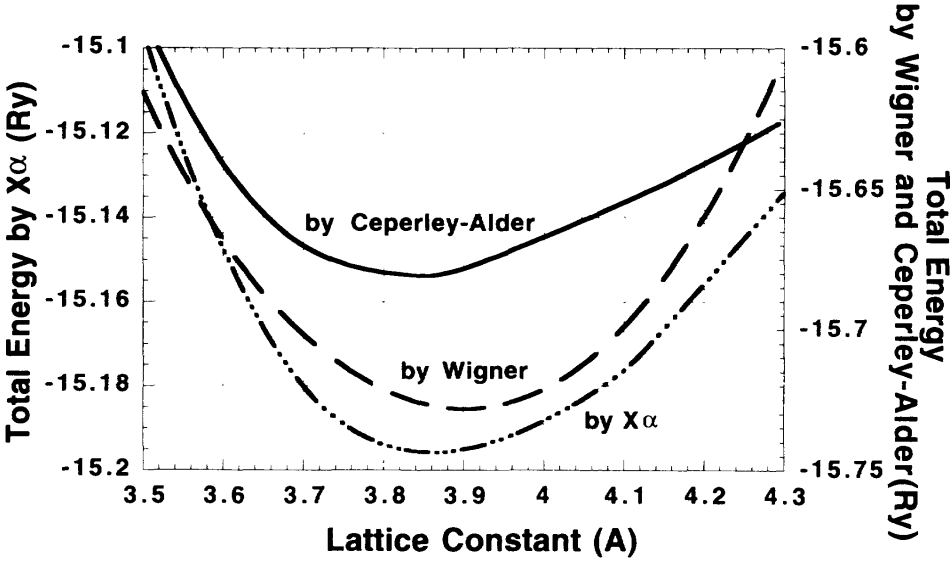 Total Energy by Xα (Ry)
-15.1
-15.12
-15.14
-15.16
-15.18
-15.2
3.5 3.6 3.7 3.8 3.9 4 4.1 4.2 4.3
Lattice Constant (A)
by Ceperley-Alder
by Wigner
by Xα
-15.6
-15.65
-15.7
-15.75
Total Energy
by Wigner and Ceperley-Alder(Ry)